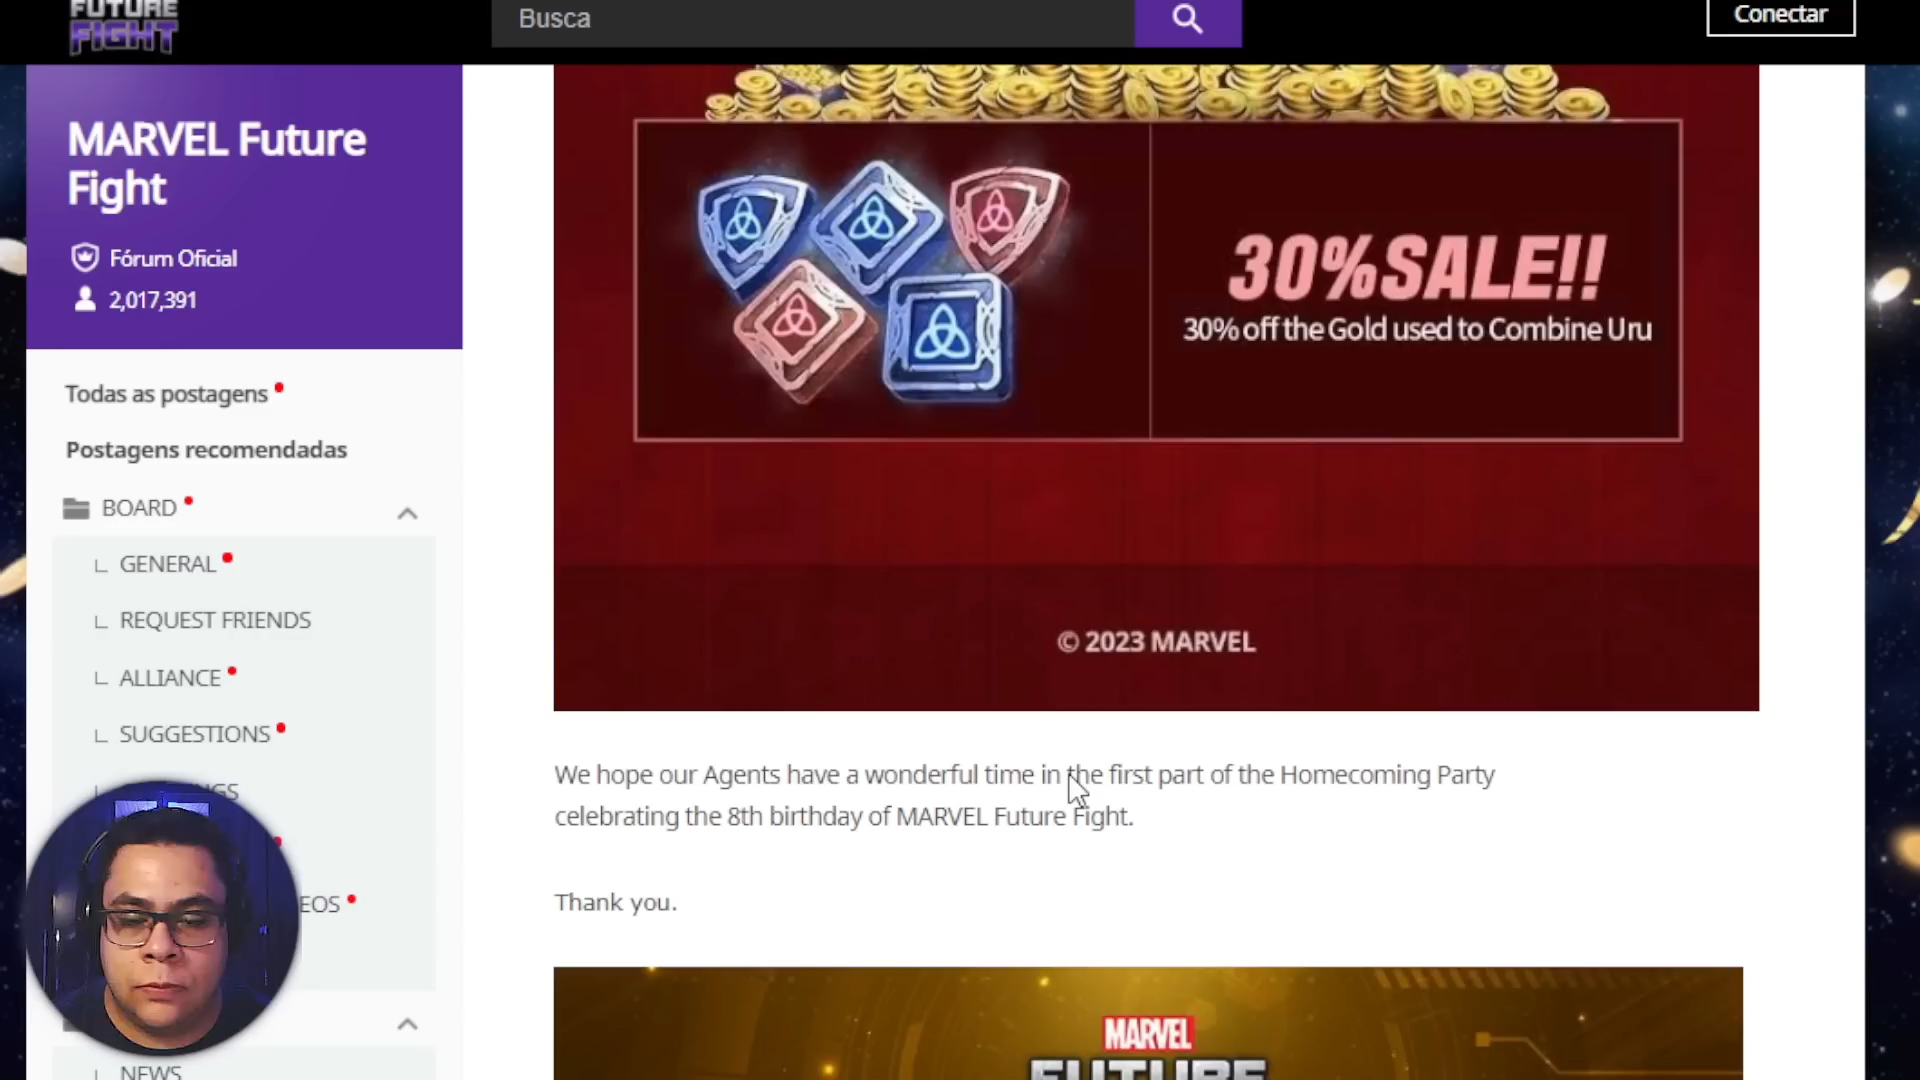 FUTURE
FIGHT
Busca
Conectar
MARVEL Future
Fight
Fórum Oficial
2,017,391
Todas as postagens
Postagens recomendadas
BOARD
GENERAL
REQUEST FRIENDS
ALLIANCE
SUGGESTIONS
NEWS
30%SALE!!
30% off the Gold used to Combine Uru
© 2023 MARVEL
We hope our Agents have a wonderful time in the first part of the Homecoming Party
celebrating the 8th birthday of MARVEL Future Fight.
Thank you.
MARVEL
FUTURE